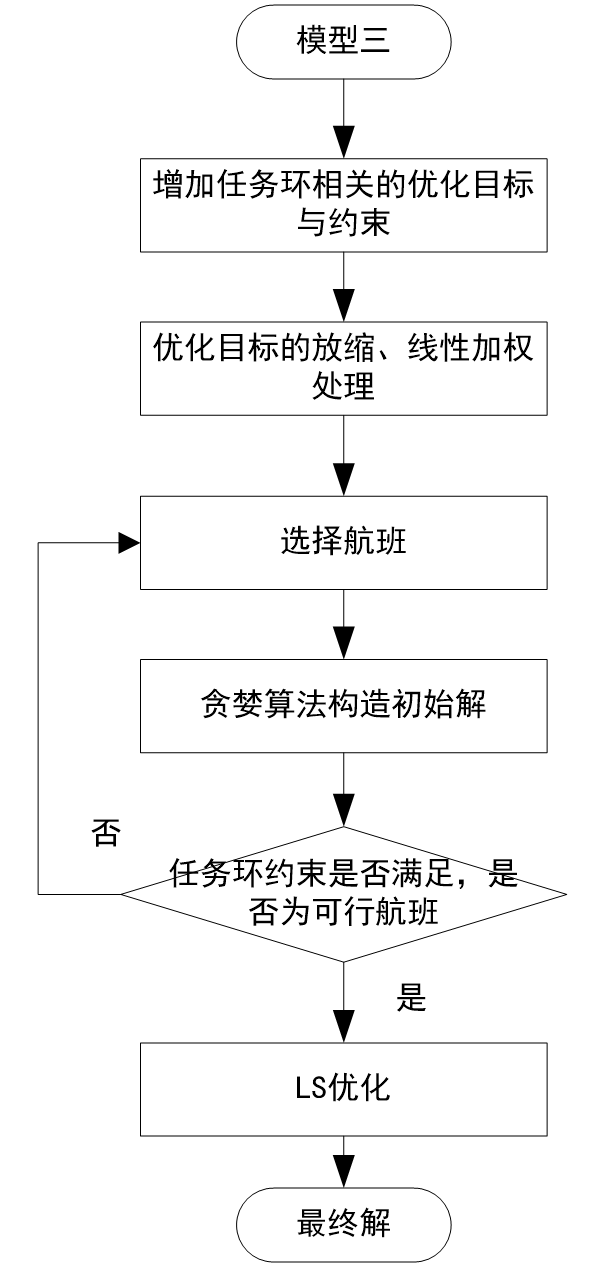 模型三
增加任务环相关的优化目标
与约束
优化目标的放缩、线性加权
处理
选择航班
贪婪算法构造初始解
否
任务环约束是否满足，是
否为可行航班
是
LS优化
最终解